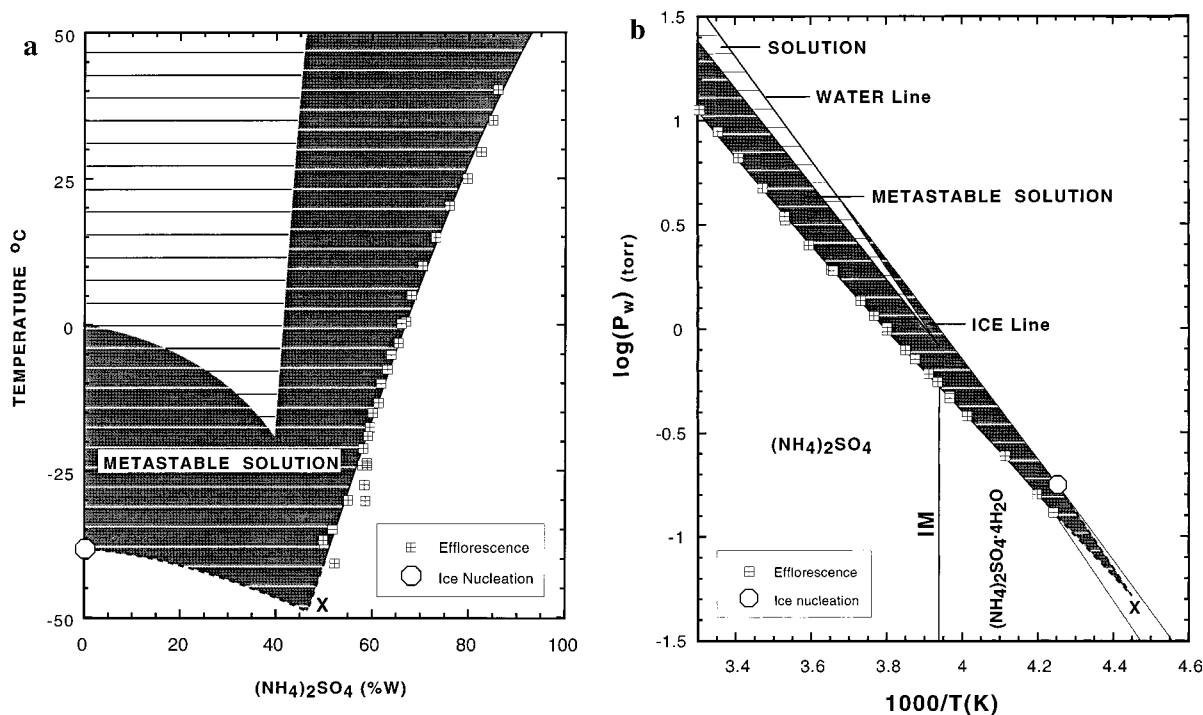 a
50
25
0
-25
-50
TEMPERATURE °C
METASTABLE SOLUTION
Efflorescence
Ice Nucleation
X
0 20 40 60 80 100
(NH4)2SO4 (%W)
b
1.5
1
0.5
0
-0.5
-1
-1.5
log(Pw) (torr)
SOLUTION
WATER Line
METASTABLE SOLUTION
ICE Line
(NH4)2SO4
IM
(NH4)2SO4·4H2O
Efflorescence
Ice nucleation
X
3.4 3.6 3.8 4 4.2 4.4 4.6
1000/T(K)